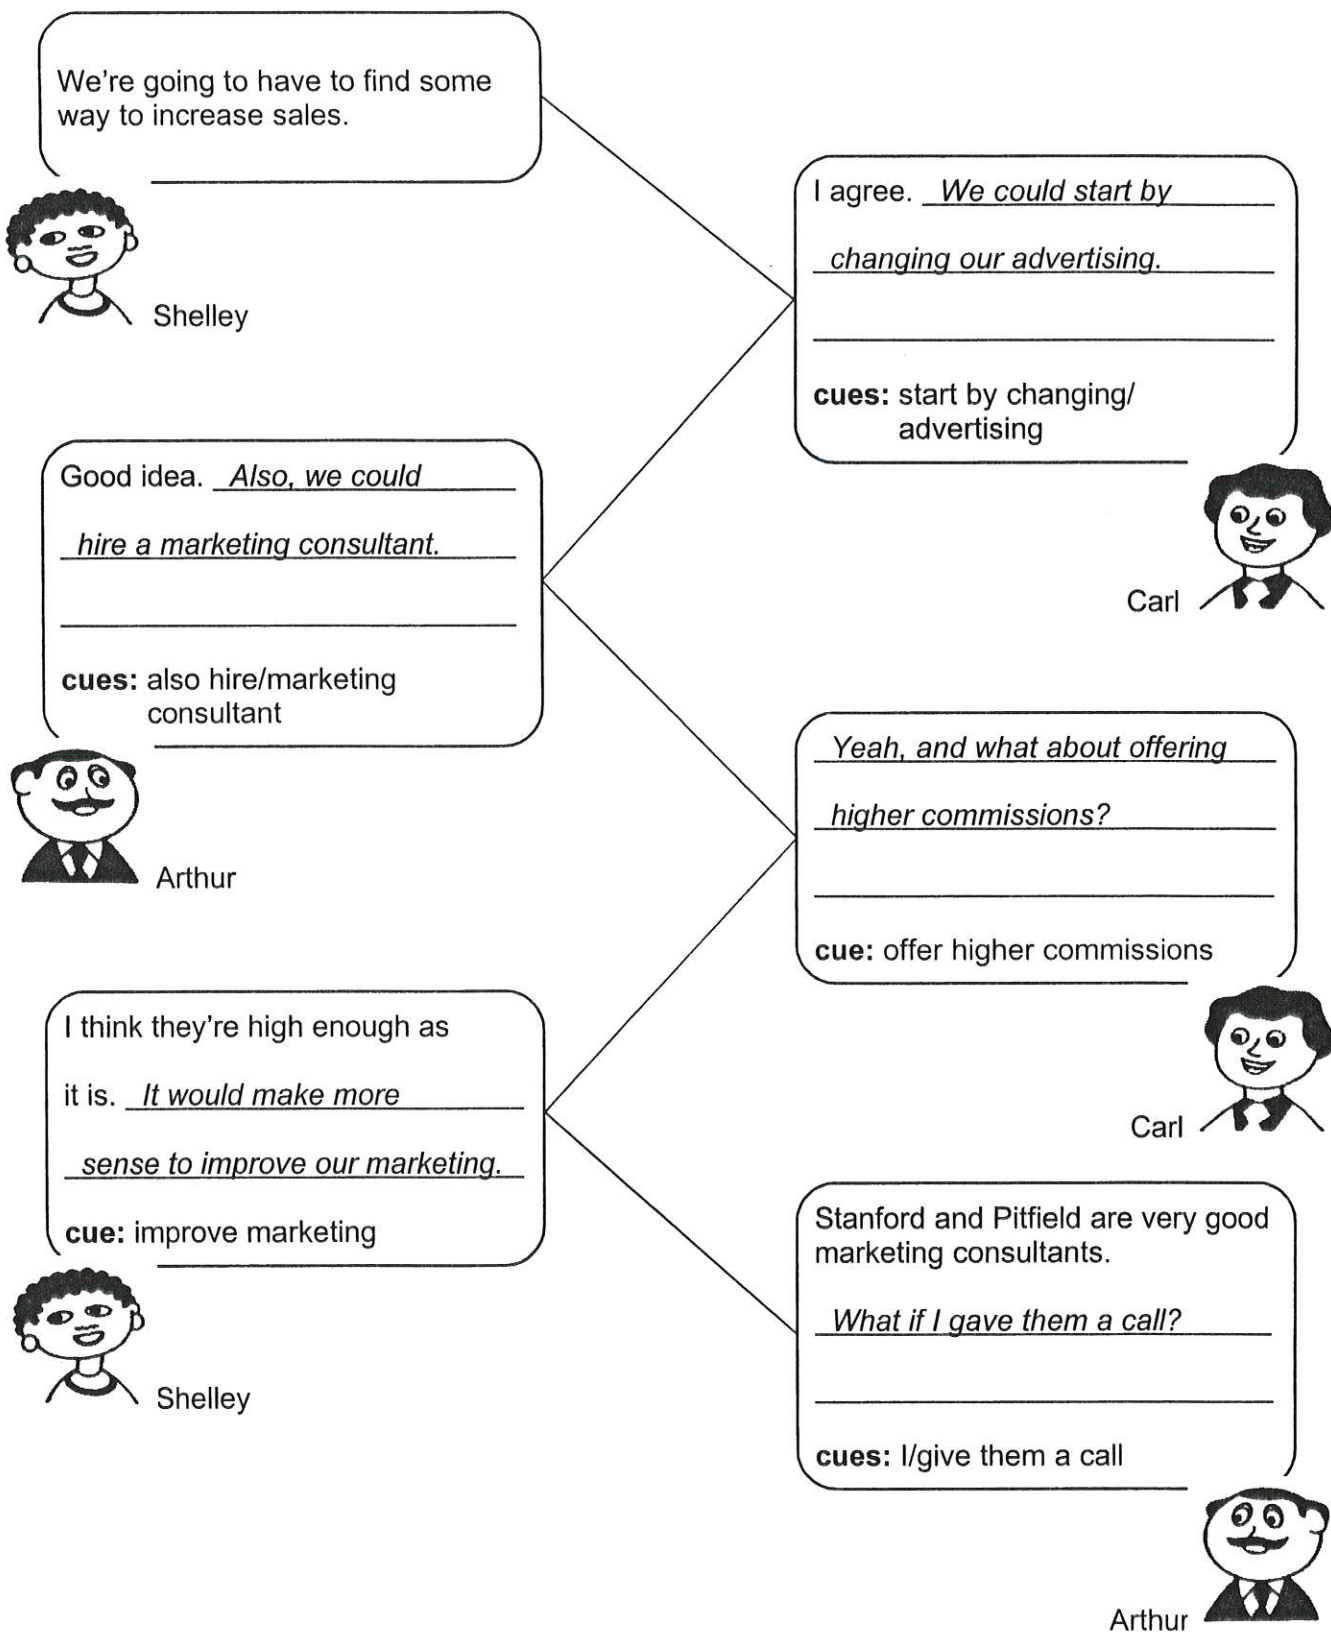 We're going to have to find some
way to increase sales.
Shelley
I agree. We could start by
changing our advertising.
cues: start by changing/
advertising
Carl
Good idea. Also, we could
hire a marketing consultant.
cues: also hire/marketing
consultant
Arthur
Yeah, and what about offering
higher commissions?
cue: offer higher commissions
Carl
I think they're high enough as
it is. It would make more
sense to improve our marketing.
cue: improve marketing
Shelley
Stanford and Pitfield are very good
marketing consultants.
What if I gave them a call?
cues: I/give them a call
Arthur